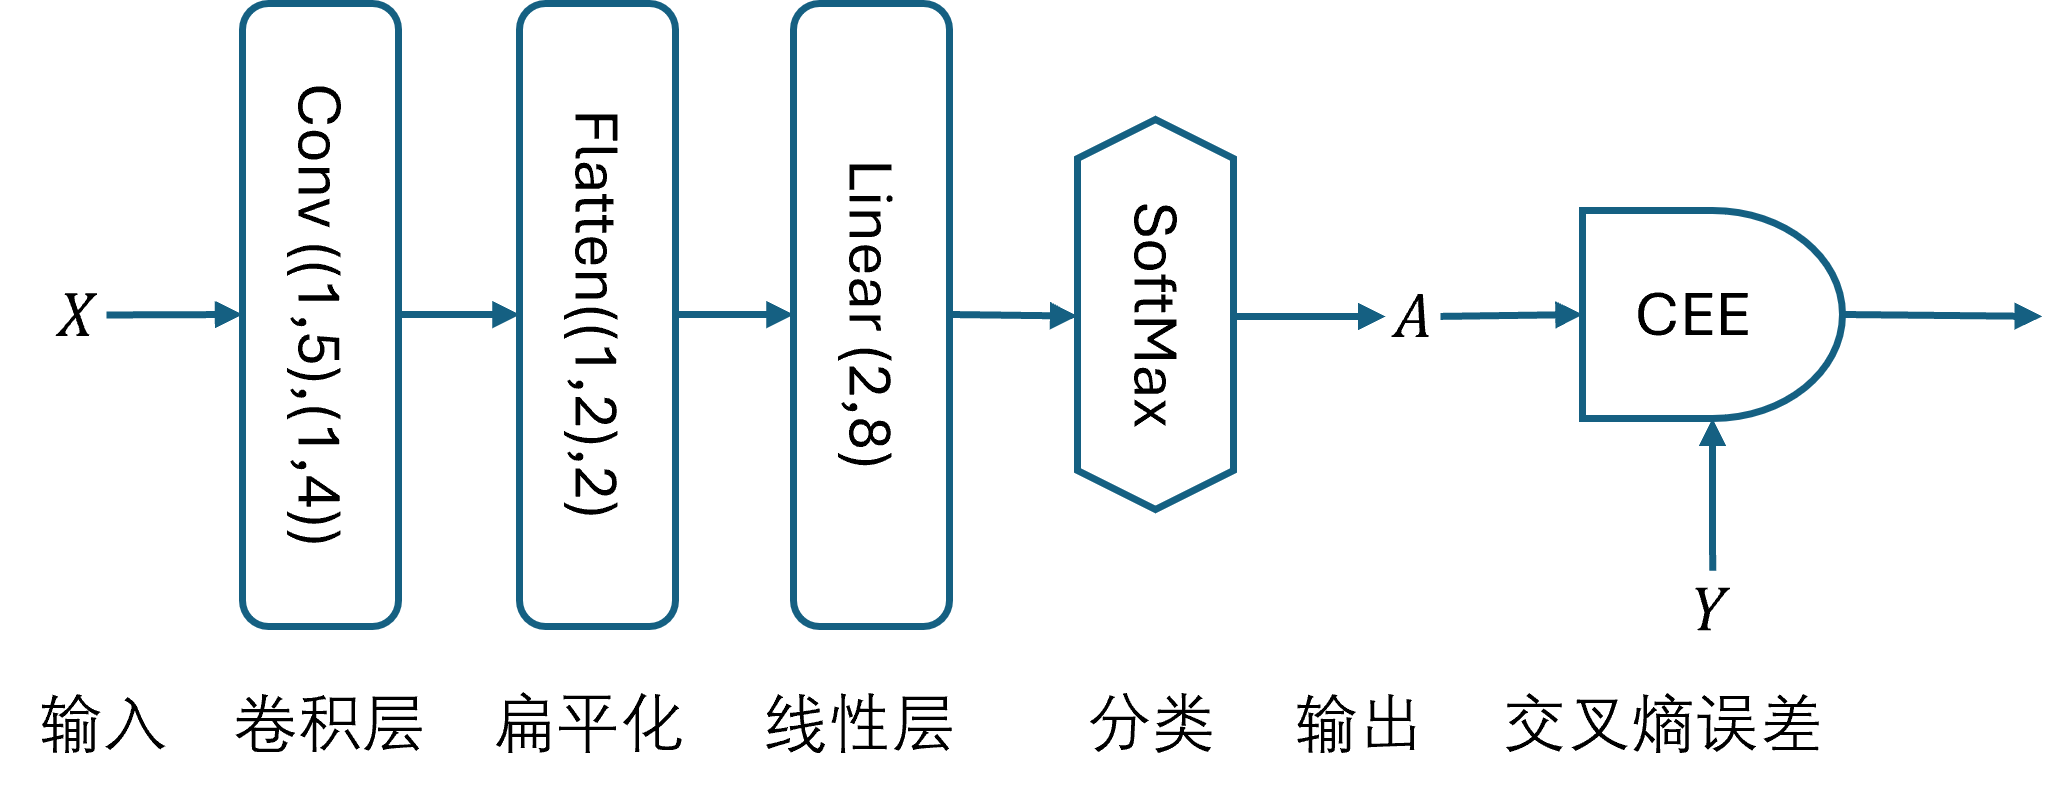 X
Conv ((1,5),(1,4))
Flatten((1,2),2)
Linear (2,8)
SoftMax
A
CEE
Y
输入
卷积层
扁平化
线性层
分类
输出
交叉熵误差